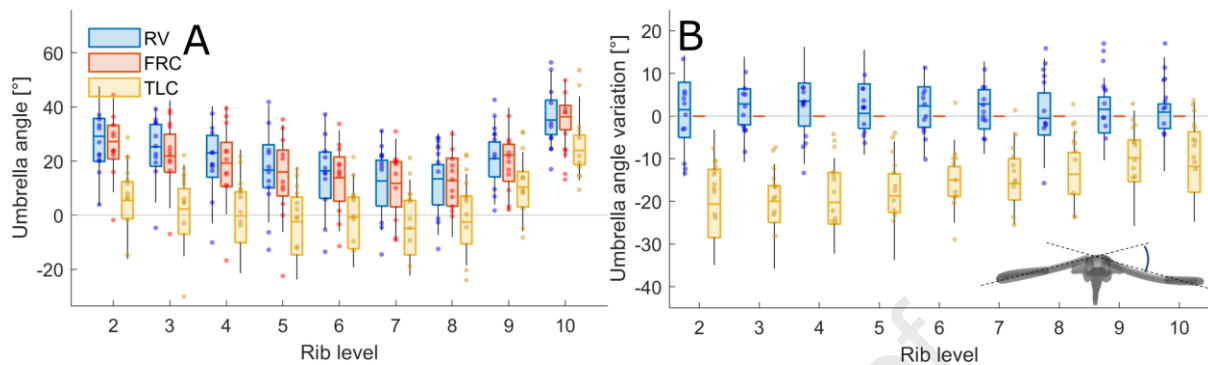 A
RV
FRC
TLC
Umbrella angle [°]
60
40
20
0
-20
2 3 4 5 6 7 8 9 10
Rib level
B
Umbrella angle variation [°]
20
10
0
-10
-20
-30
-40
2 3 4 5 6 7 8 9 10
Rib level